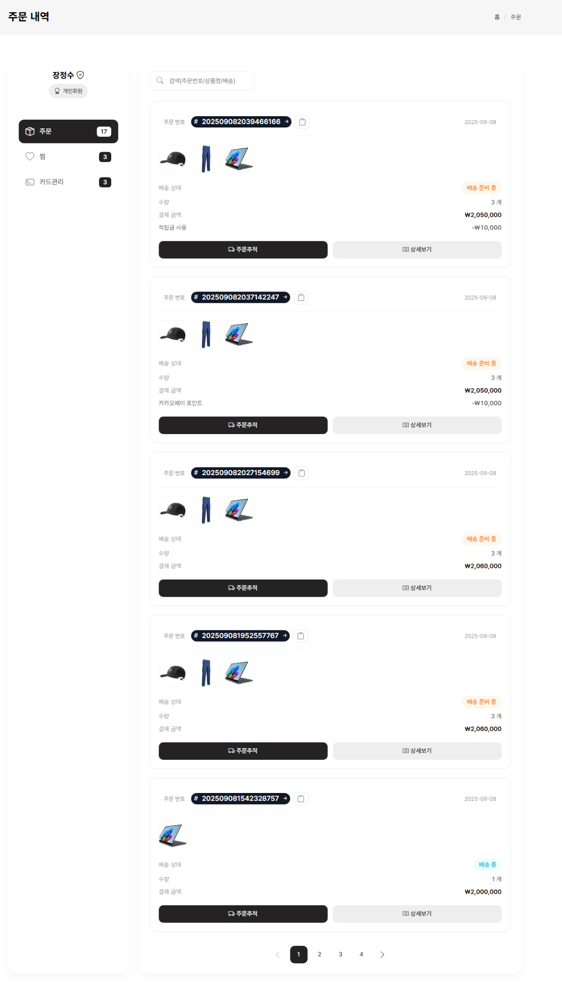 주문 내역
홈 / 주문
장정수
개인회원
주문 17
찜 3
카드관리 3
검색(주문번호/상품명/배송)
주문 번호 # 202509082039466166 → 2025-09-08
배송 상태 배송 준비 중
수량 3 개
결제 금액 ₩2,050,000
적립금 사용 -₩10,000
주문추적 상세보기
주문 번호 # 202509082037142247 → 2025-09-08
배송 상태 배송 준비 중
수량 3 개
결제 금액 ₩2,050,000
카카오페이 포인트 -₩10,000
주문추적 상세보기
주문 번호 # 202509082027154699 → 2025-09-08
배송 상태 배송 준비 중
수량 3 개
결제 금액 ₩2,060,000
주문추적 상세보기
주문 번호 # 202509081952557767 → 2025-09-08
배송 상태 배송 준비 중
수량 3 개
결제 금액 ₩2,060,000
주문추적 상세보기
주문 번호 # 202509081542328757 → 2025-09-08
배송 상태 배송 중
수량 1 개
결제 금액 ₩2,000,000
주문추적 상세보기
1 2 3 4